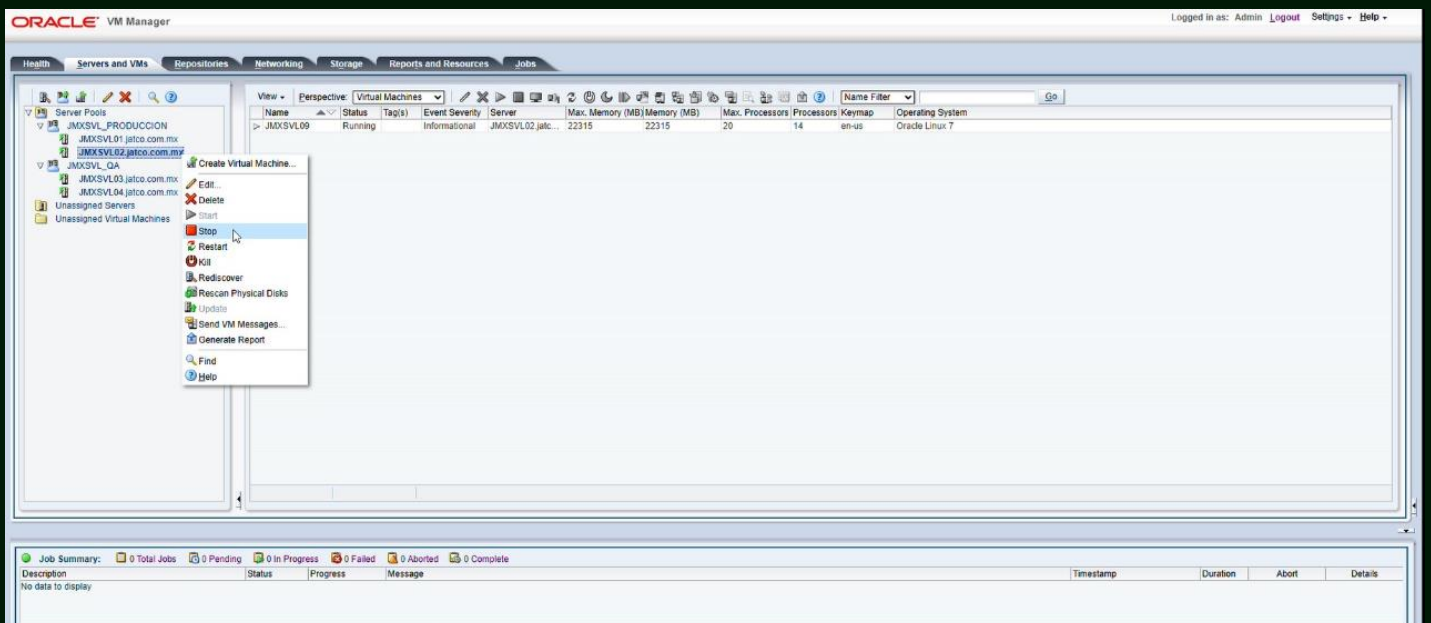 ORACLE VM Manager
Logged in as: Admin Logout Settings Help
Health Servers and VMs Repositories Networking Storage Reports and Resources Jobs
View Perspective: Virtual Machines Name Filter Go
Server Pools
JMXSVL_PRODUCCION
JMXSVL01.jatco.com.mx
JMXSVL02.jatco.com.mx
JMXSVL_QA
JMXSVL03.jatco.com.mx
JMXSVL04.jatco.com.mx
Unassigned Servers
Unassigned Virtual Machines
Name Status Tag(s) Event Severity Server Max. Memory (MB) Memory (MB) Max. Processors Processors Keymap Operating System
JMXSVL09 Running Informational JMXSVL02.jatc... 22315 22315 20 14 en-us Oracle Linux 7
Create Virtual Machine...
Edit...
Delete
Start
Stop
Restart
Kill
Rediscover
Rescan Physical Disks
Update
Send VM Messages...
Generate Report
Find
Help
Job Summary: 0 Total Jobs 0 Pending 0 In Progress 0 Failed 0 Aborted 0 Complete
Description Status Progress Message Timestamp Duration Abort Details
No data to display